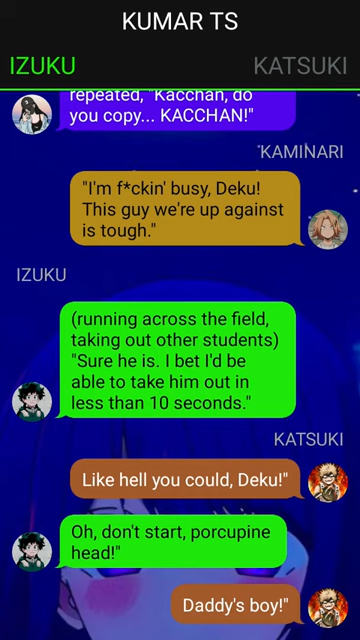 KUMAR TS
IZUKU
KATSUKI
repeated, "Kacchan, do
you copy... KACCHAN!"
KAMINARI
"I'm f*ckin' busy, Deku!
This guy we're up against
is tough."
IZUKU
(running across the field,
taking out other students)
"Sure he is. I bet I'd be
able to take him out in
less than 10 seconds."
KATSUKI
Like hell you could, Deku!"
Oh, don't start, porcupine
head!"
Daddy's boy!"